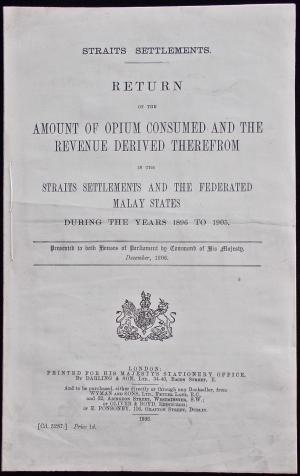 STRAITS SETTLEMENTS.
RETURN
OF THE
AMOUNT OF OPIUM CONSUMED AND THE
REVENUE DERIVED THEREFROM
IN THE
STRAITS SETTLEMENTS AND THE FEDERATED
MALAY STATES
DURING THE YEARS 1896 TO 1905.
Presented to both Houses of Parliament by Command of His Majesty.
December, 1906.
LONDON:
PRINTED FOR HIS MAJESTY'S STATIONERY OFFICE,
BY DARLING & SON, LTD., 34-40, BACON STREET, E.
And to be purchased, either directly or through any Bookseller, from
WYMAN AND SONS, LTD., FETTER LANE, E.C.,
and 32, ABINGDON STREET, WESTMINSTER, S.W.;
or OLIVER & BOYD, EDINBURGH;
or E. PONSONBY, 116, GRAFTON STREET, DUBLIN.
1906.
[Cd. 3287.] Price 1d.